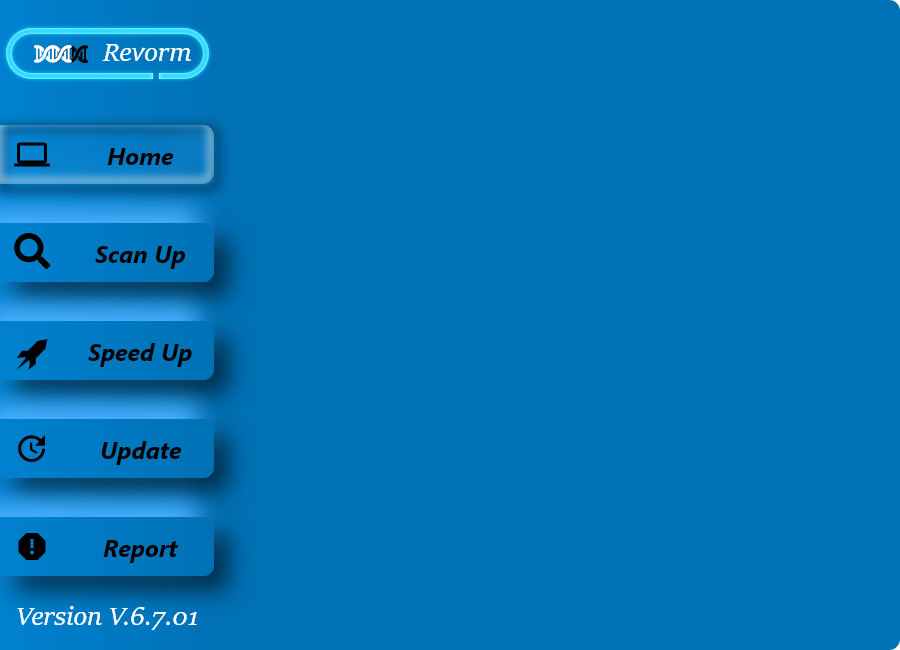 Revorm
Home
Scan Up
Speed Up
Update
Report
Version V.6.7.01